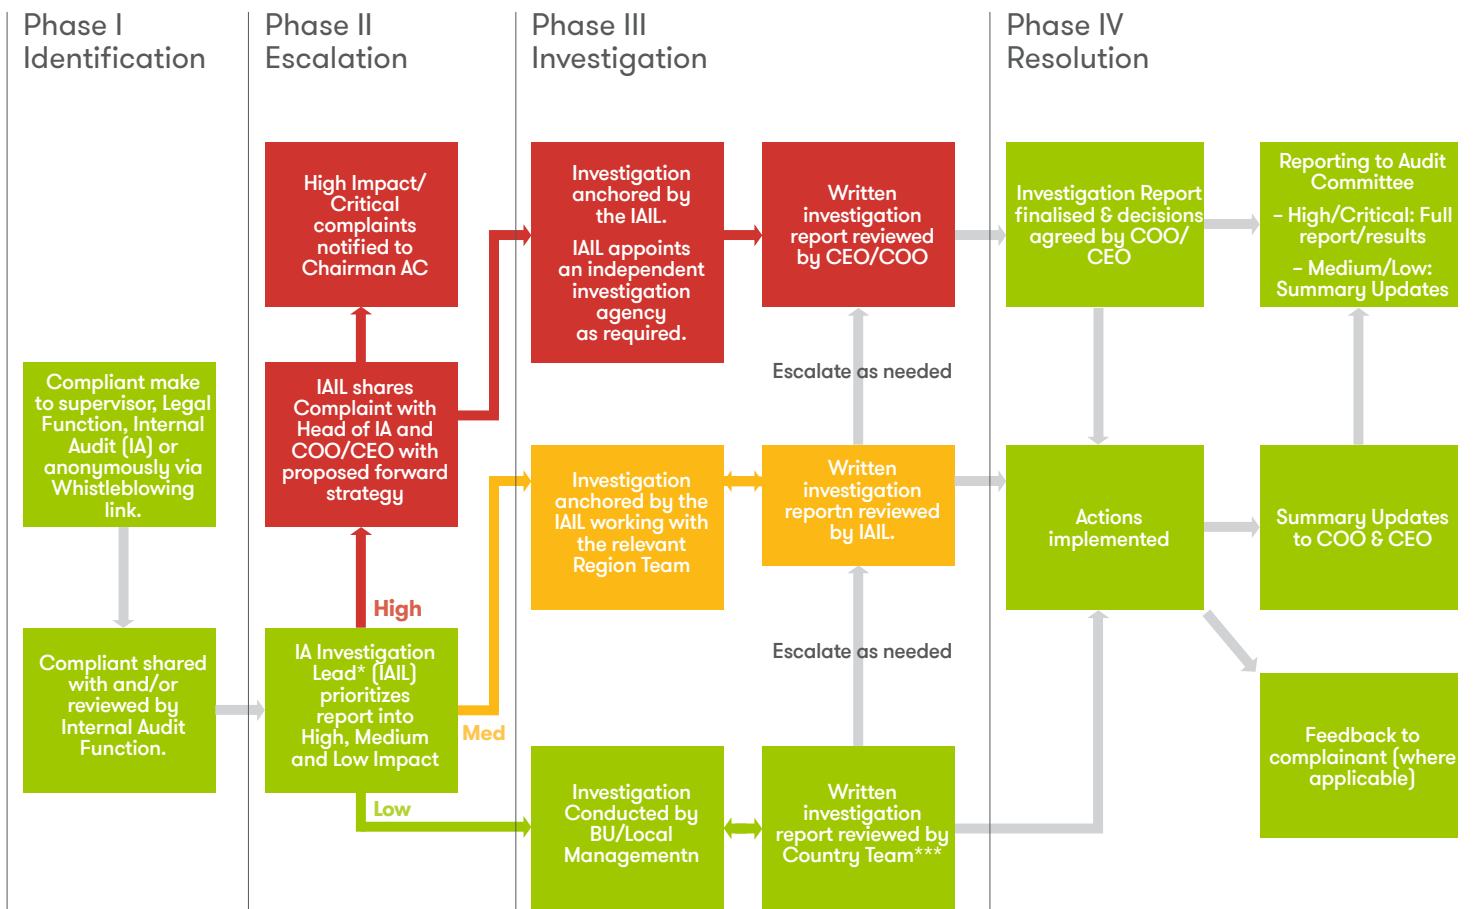 Phase I
Identification
Phase II
Escalation
Phase III
Investigation
Phase IV
Resolution
Compliant make
to supervisor, Legal
Function, Internal
Audit (IA) or
anonymously via
Whistleblowing
link.
Compliant shared
with and/or
reviewed by
Internal Audit
Function.
High Impact/
Critical
complaints
notified to
Chairman AC
IAIL shares
Complaint with
Head of IA and
COO/CEO with
proposed forward
strategy
High
IA Investigation
Lead* (IAIL)
prioritizes
report into
High, Medium
and Low Impact
Med
Low
Investigation
anchored by
the IAIL.
IAIL appoints
an independent
investigation
agency
as required.
Written
investigation
report reviewed
by CEO/COO
Escalate as needed
Investigation
anchored by the
IAIL working with
the relevant
Region Team
Written
investigation
reportn reviewed
by IAIL.
Escalate as needed
Investigation
Conducted by
BU/Local
Managementn
Written
investigation
report reviewed by
Country Team***
Investigation Report
finalised & decisions
agreed by COO/
CEO
Reporting to Audit
Committee
– High/Critical: Full
report/results
– Medium/Low:
Summary Updates
Actions
implemented
Summary Updates
to COO & CEO
Feedback to
complainant (where
applicable)